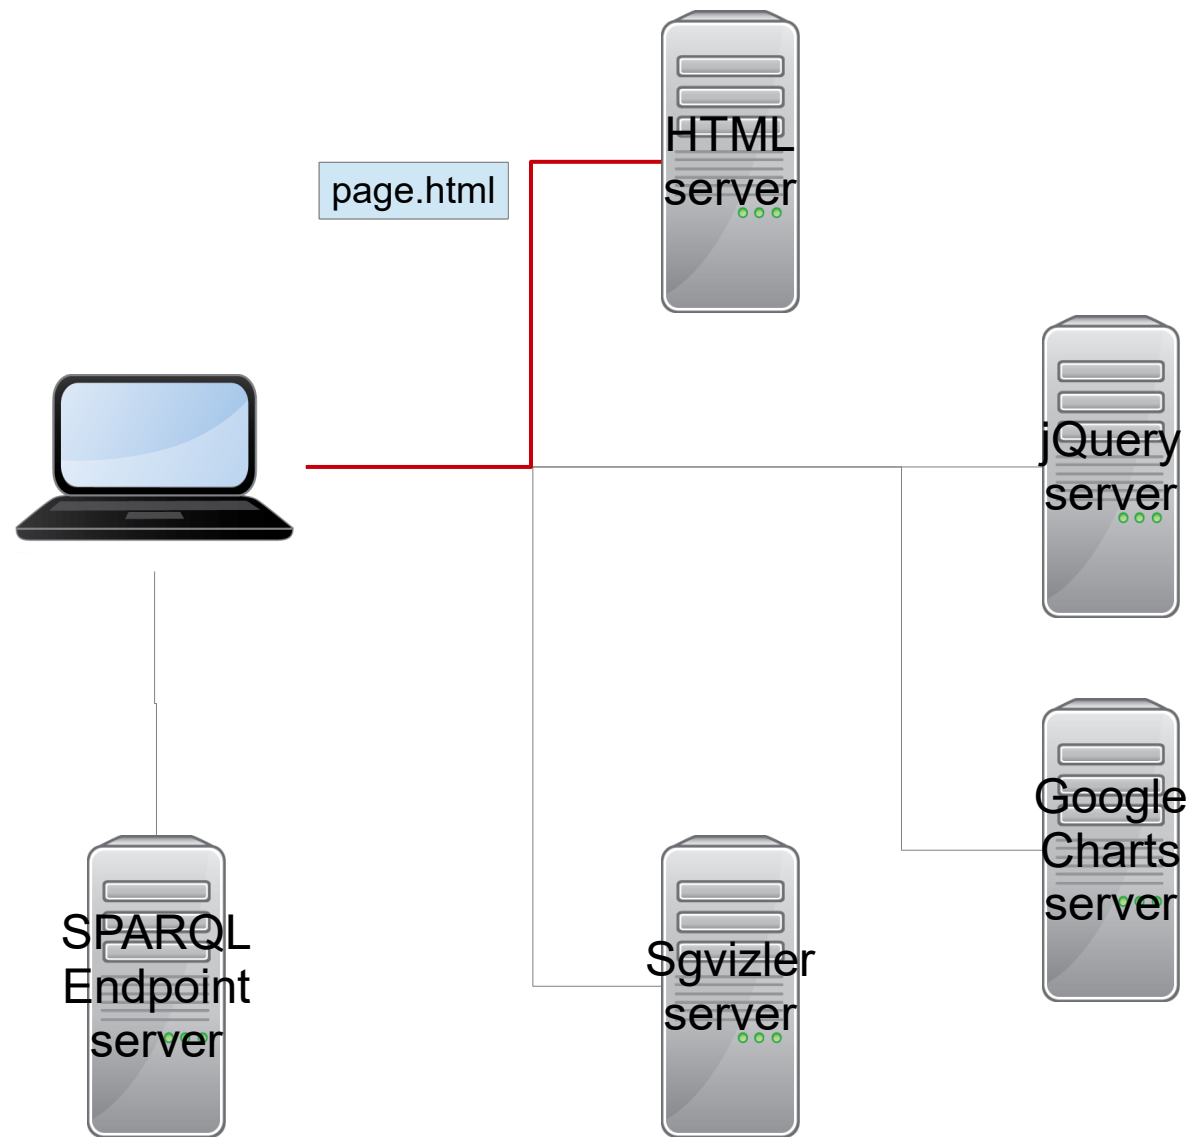 HTML
server
page.html
jQuery
server
Google
Charts
server
SPARQL
Endpoint
server
Sgvizler
server